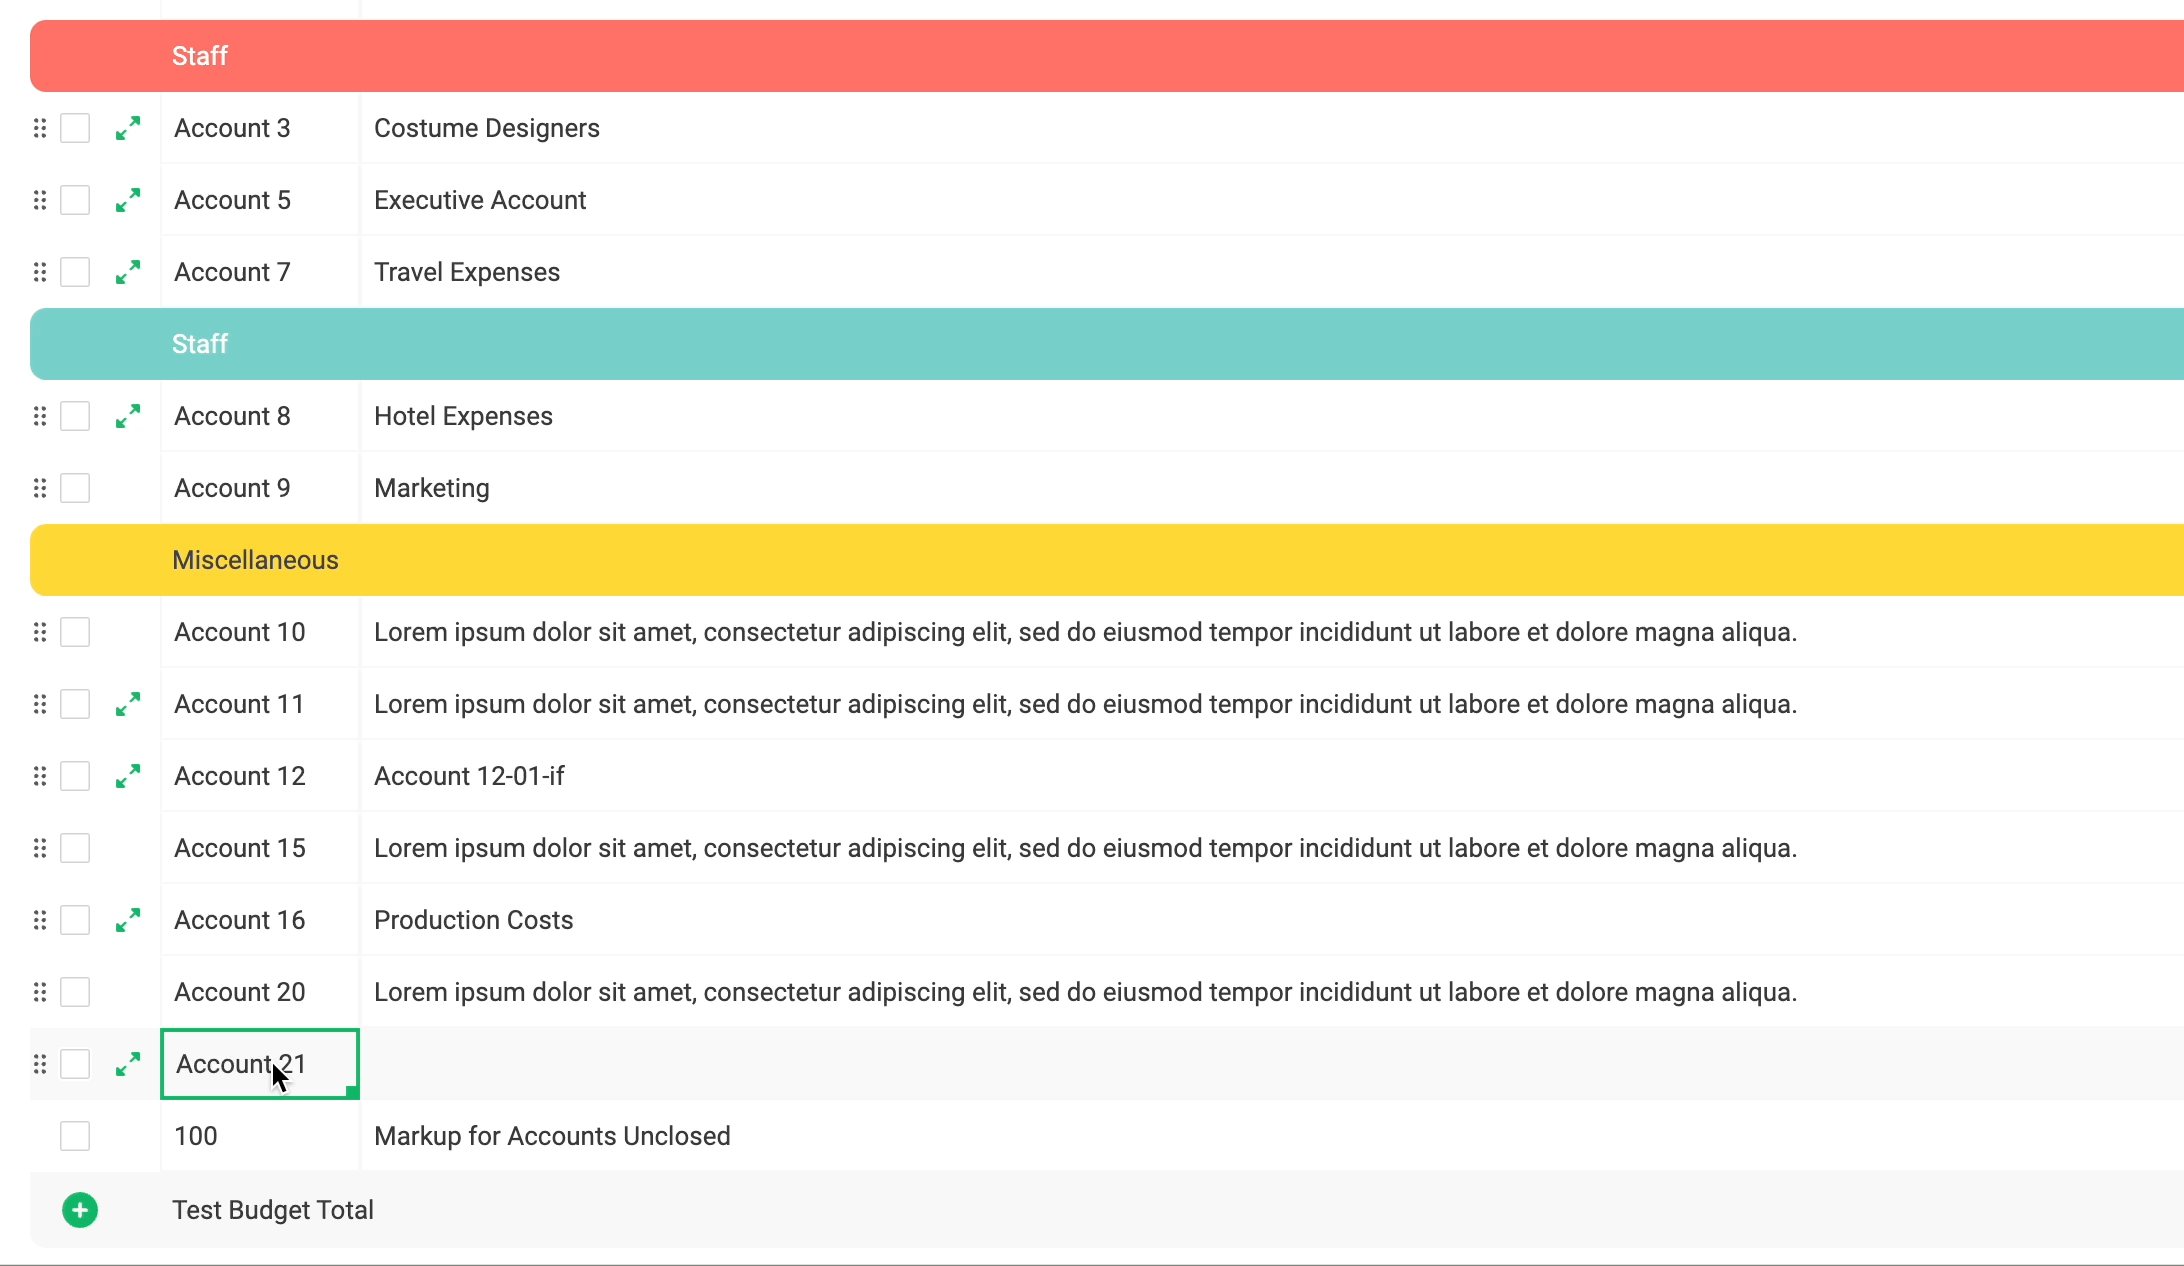 Staff
Account 3 Costume Designers
Account 5 Executive Account
Account 7 Travel Expenses
Staff
Account 8 Hotel Expenses
Account 9 Marketing
Miscellaneous
Account 10 Lorem ipsum dolor sit amet, consectetur adipiscing elit, sed do eiusmod tempor incididunt ut labore et dolore magna aliqua.
Account 11 Lorem ipsum dolor sit amet, consectetur adipiscing elit, sed do eiusmod tempor incididunt ut labore et dolore magna aliqua.
Account 12 Account 12-01-if
Account 15 Lorem ipsum dolor sit amet, consectetur adipiscing elit, sed do eiusmod tempor incididunt ut labore et dolore magna aliqua.
Account 16 Production Costs
Account 20 Lorem ipsum dolor sit amet, consectetur adipiscing elit, sed do eiusmod tempor incididunt ut labore et dolore magna aliqua.
Account 21
100 Markup for Accounts Unclosed
Test Budget Total